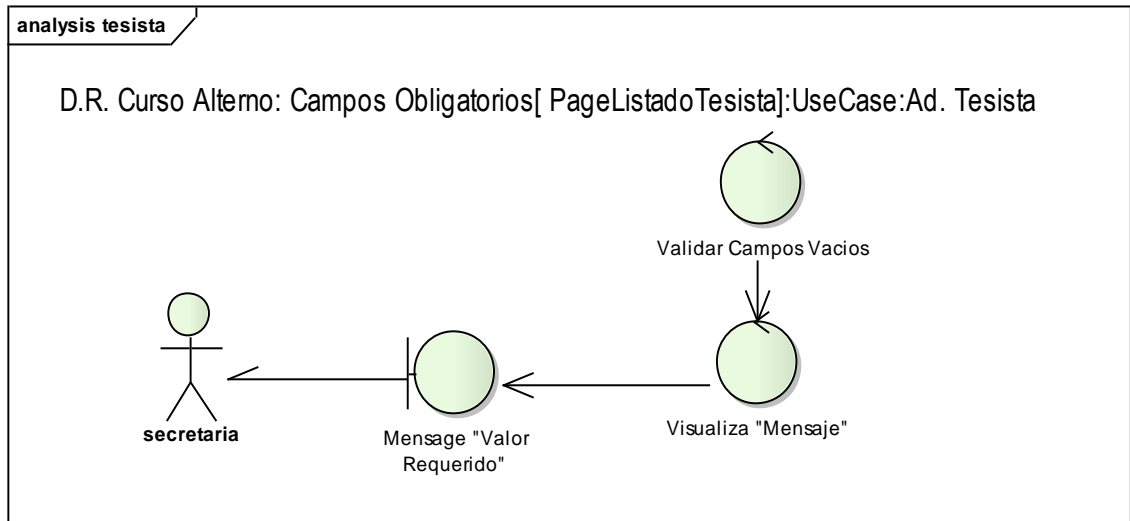 analysis tesista
D.R. Curso Alterno: Campos Obligatorios[ PageListadoTesista]:UseCase:Ad. Tesista
Validar Campos Vacios
secretaria
Mensage "Valor
Requerido"
Visualiza "Mensaje"